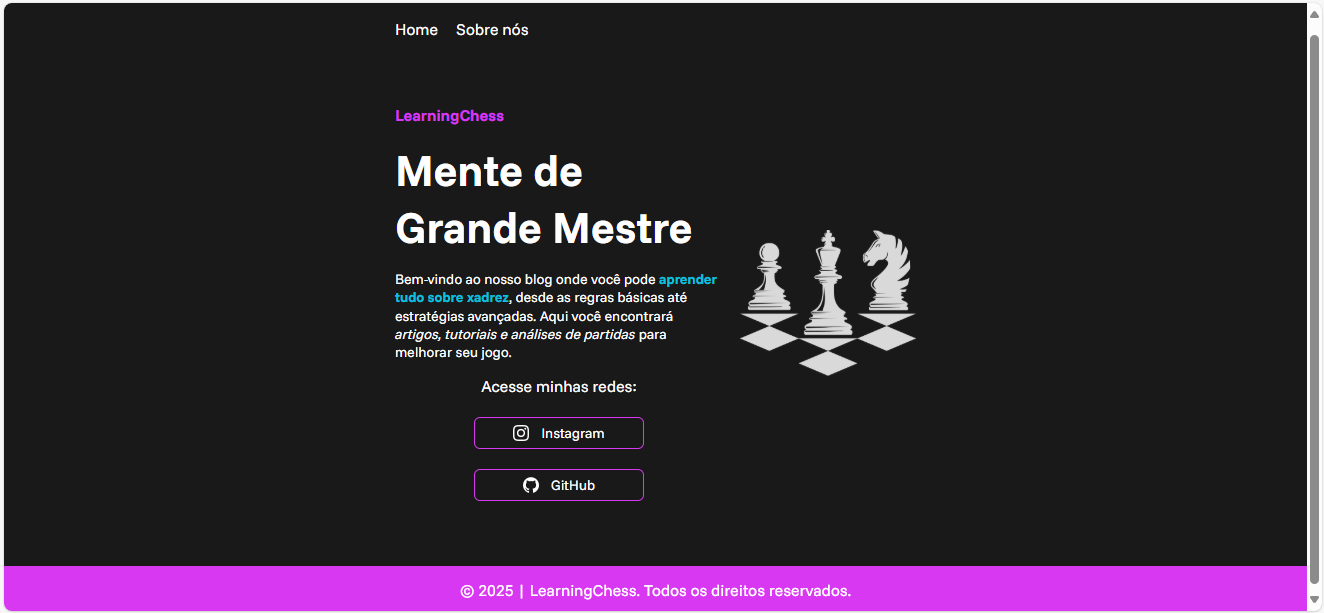 Home Sobre nós
LearningChess
Mente de
Grande Mestre
Bem-vindo ao nosso blog onde você pode aprender
tudo sobre xadrez, desde as regras básicas até
estratégias avançadas. Aqui você encontrará
artigos, tutoriais e análises de partidas para
melhorar seu jogo.
Acesse minhas redes:
Instagram
GitHub
© 2025 | LearningChess. Todos os direitos reservados.